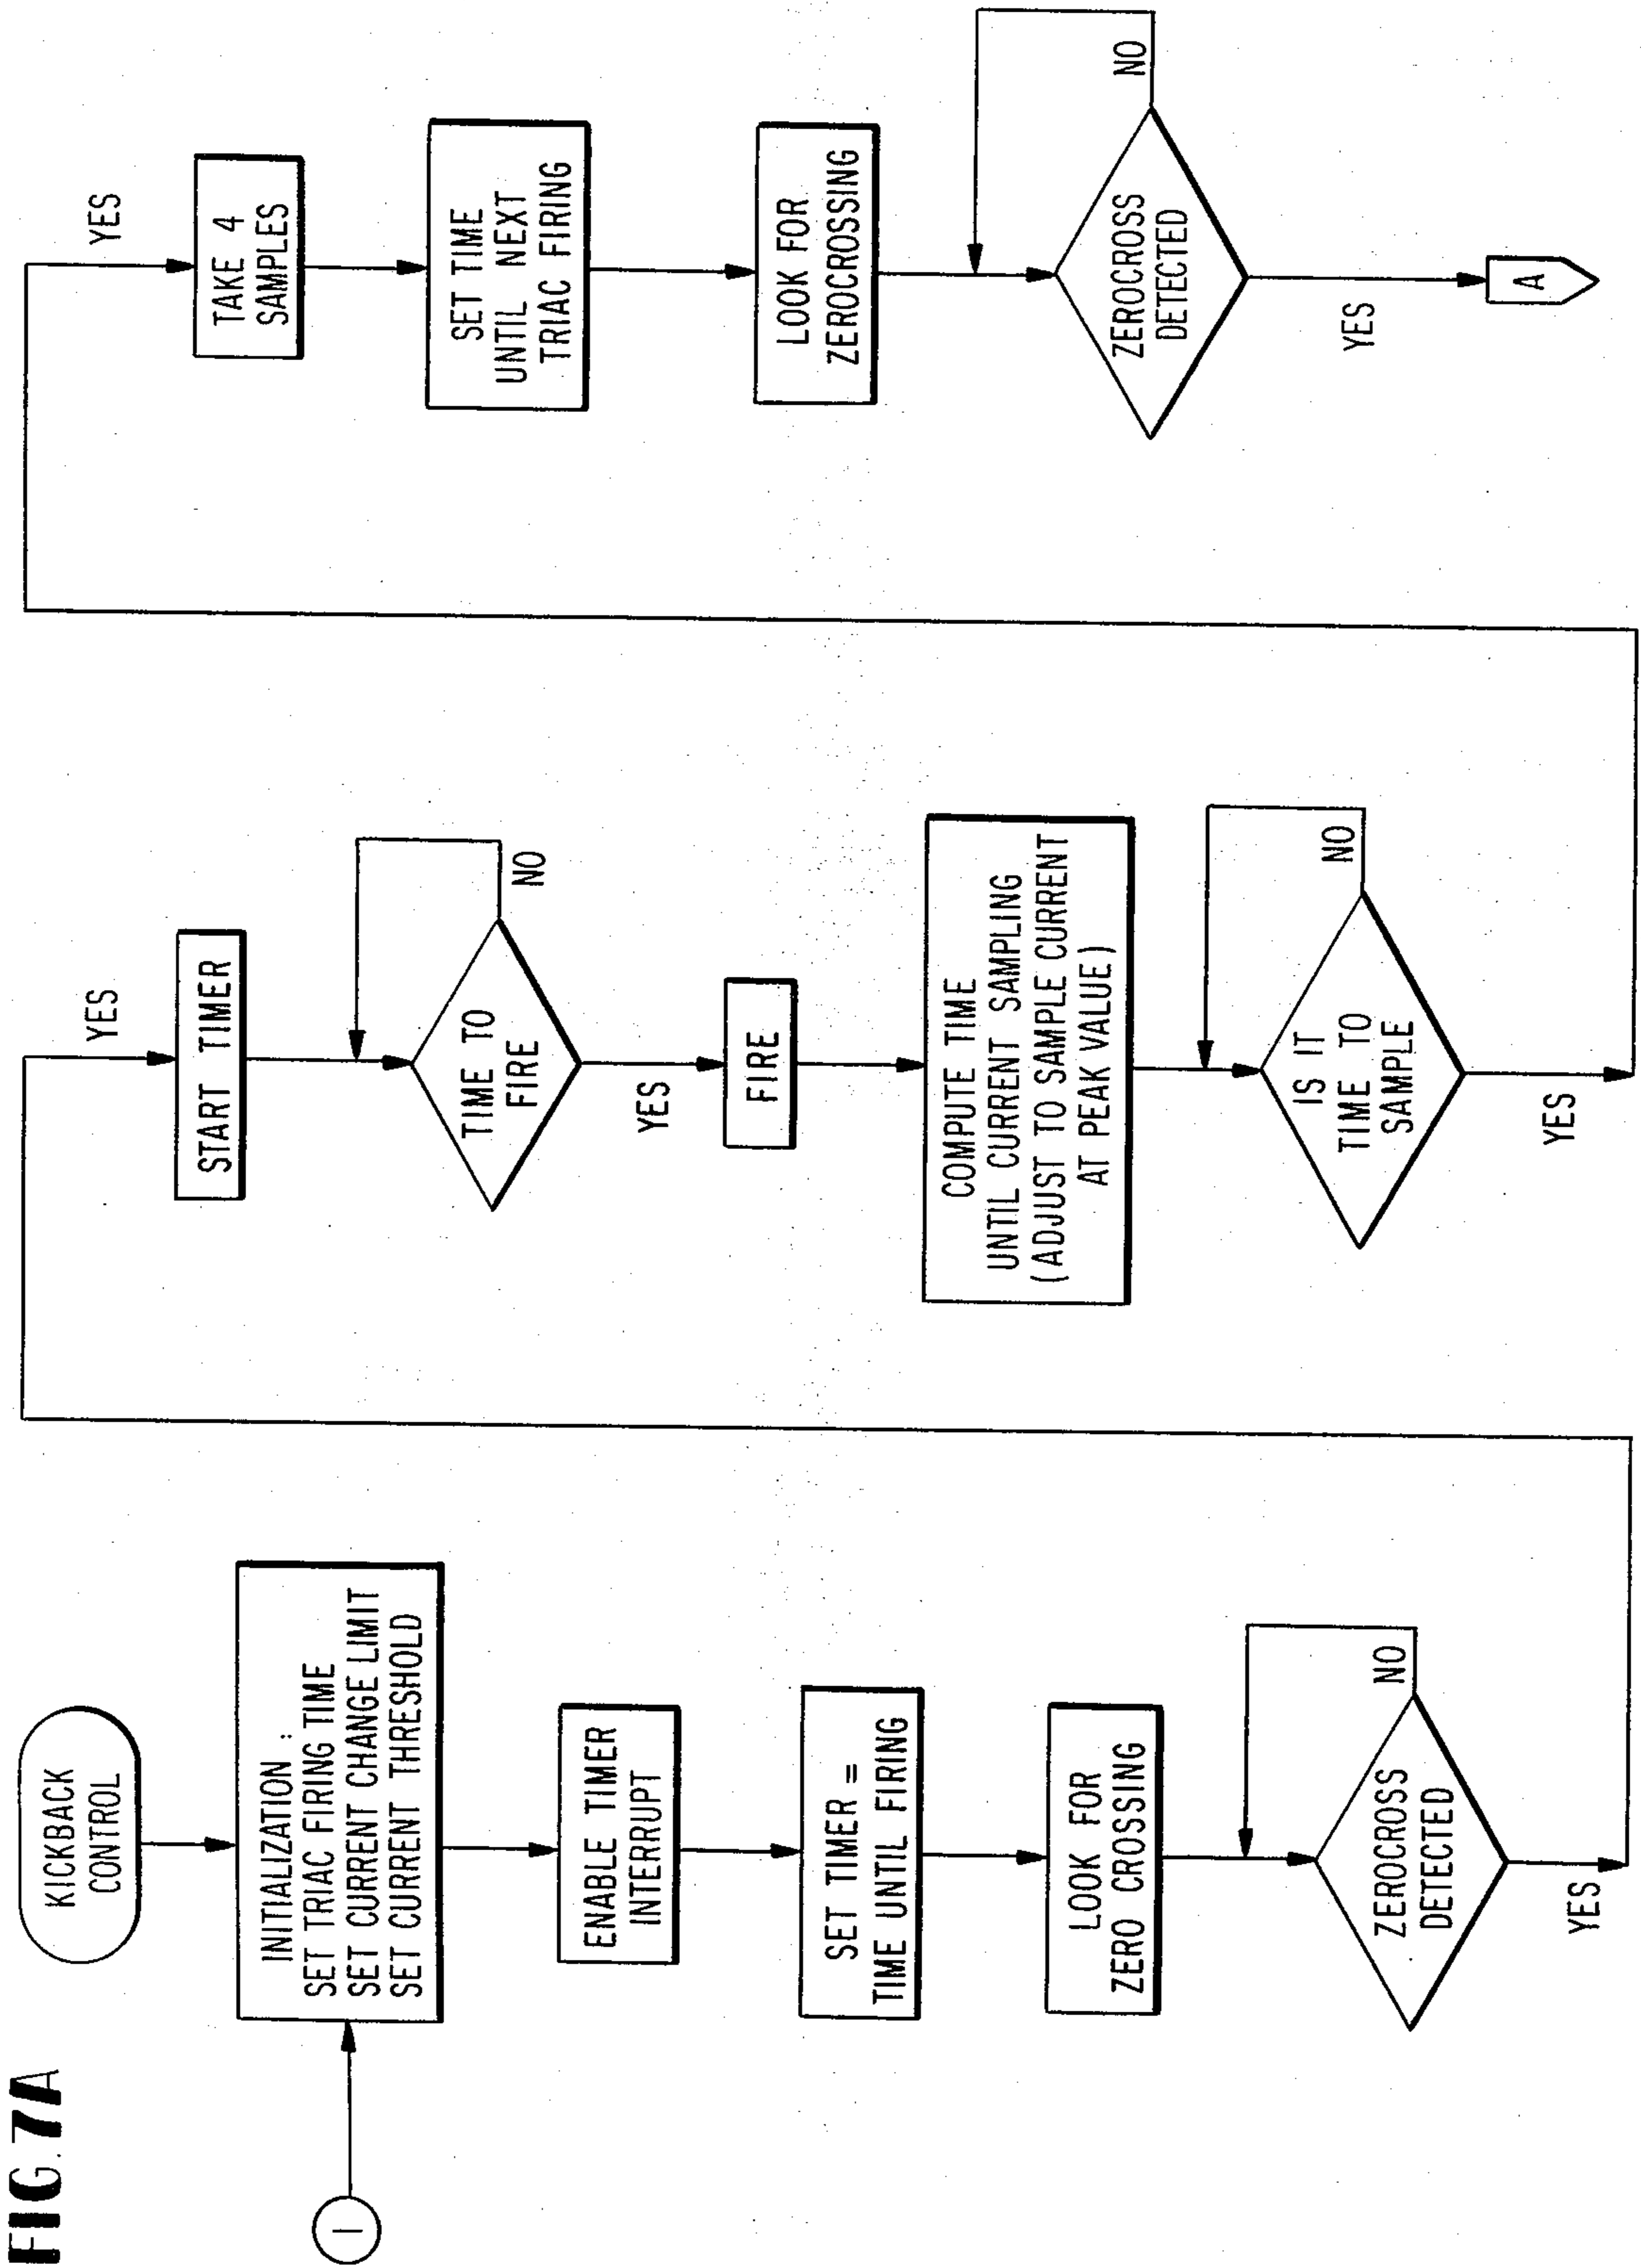 FIG. 7A
KICKBACK
CONTROL
1
INITIALIZATION :
SET TRIAC FIRING TIME
SET CURRENT CHANGE LIMIT
SET CURRENT THRESHOLD
ENABLE TIMER
INTERRUPT
SET TIMER =
TIME UNTIL FIRING
LOOK FOR
ZERO CROSSING
ZEROCROSS
DETECTED
NO
YES
YES
START TIMER
TIME TO
FIRE
NO
YES
FIRE
COMPUTE TIME
UNTIL CURRENT SAMPLING
(ADJUST TO SAMPLE CURRENT
AT PEAK VALUE)
IS IT
TIME TO
SAMPLE
NO
YES
YES
TAKE 4
SAMPLES
SET TIME
UNTIL NEXT
TRIAC FIRING
LOOK FOR
ZEROCROSSING
ZEROCROSS
DETECTED
NO
YES
A